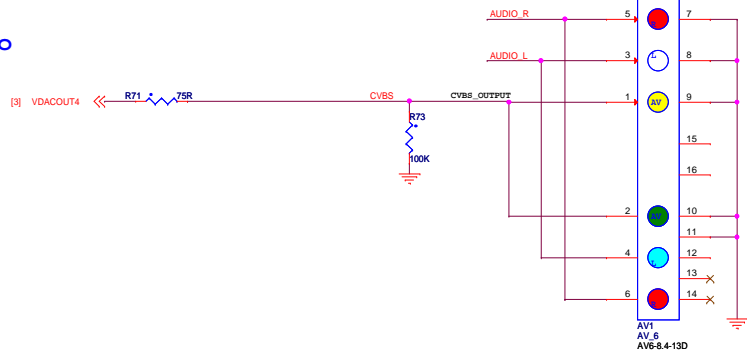 AUDIO_R
5
R
7
AUDIO_L
3
L
8
O
[3] VDACOUT4
R71
75R
CVBS
CVBS_OUTPUT
1
AV
9
R73
100K
15
16
2
AV
10
11
4
L
12
13
6
R
14
AV1
AV_6
AV6-8.4-13D